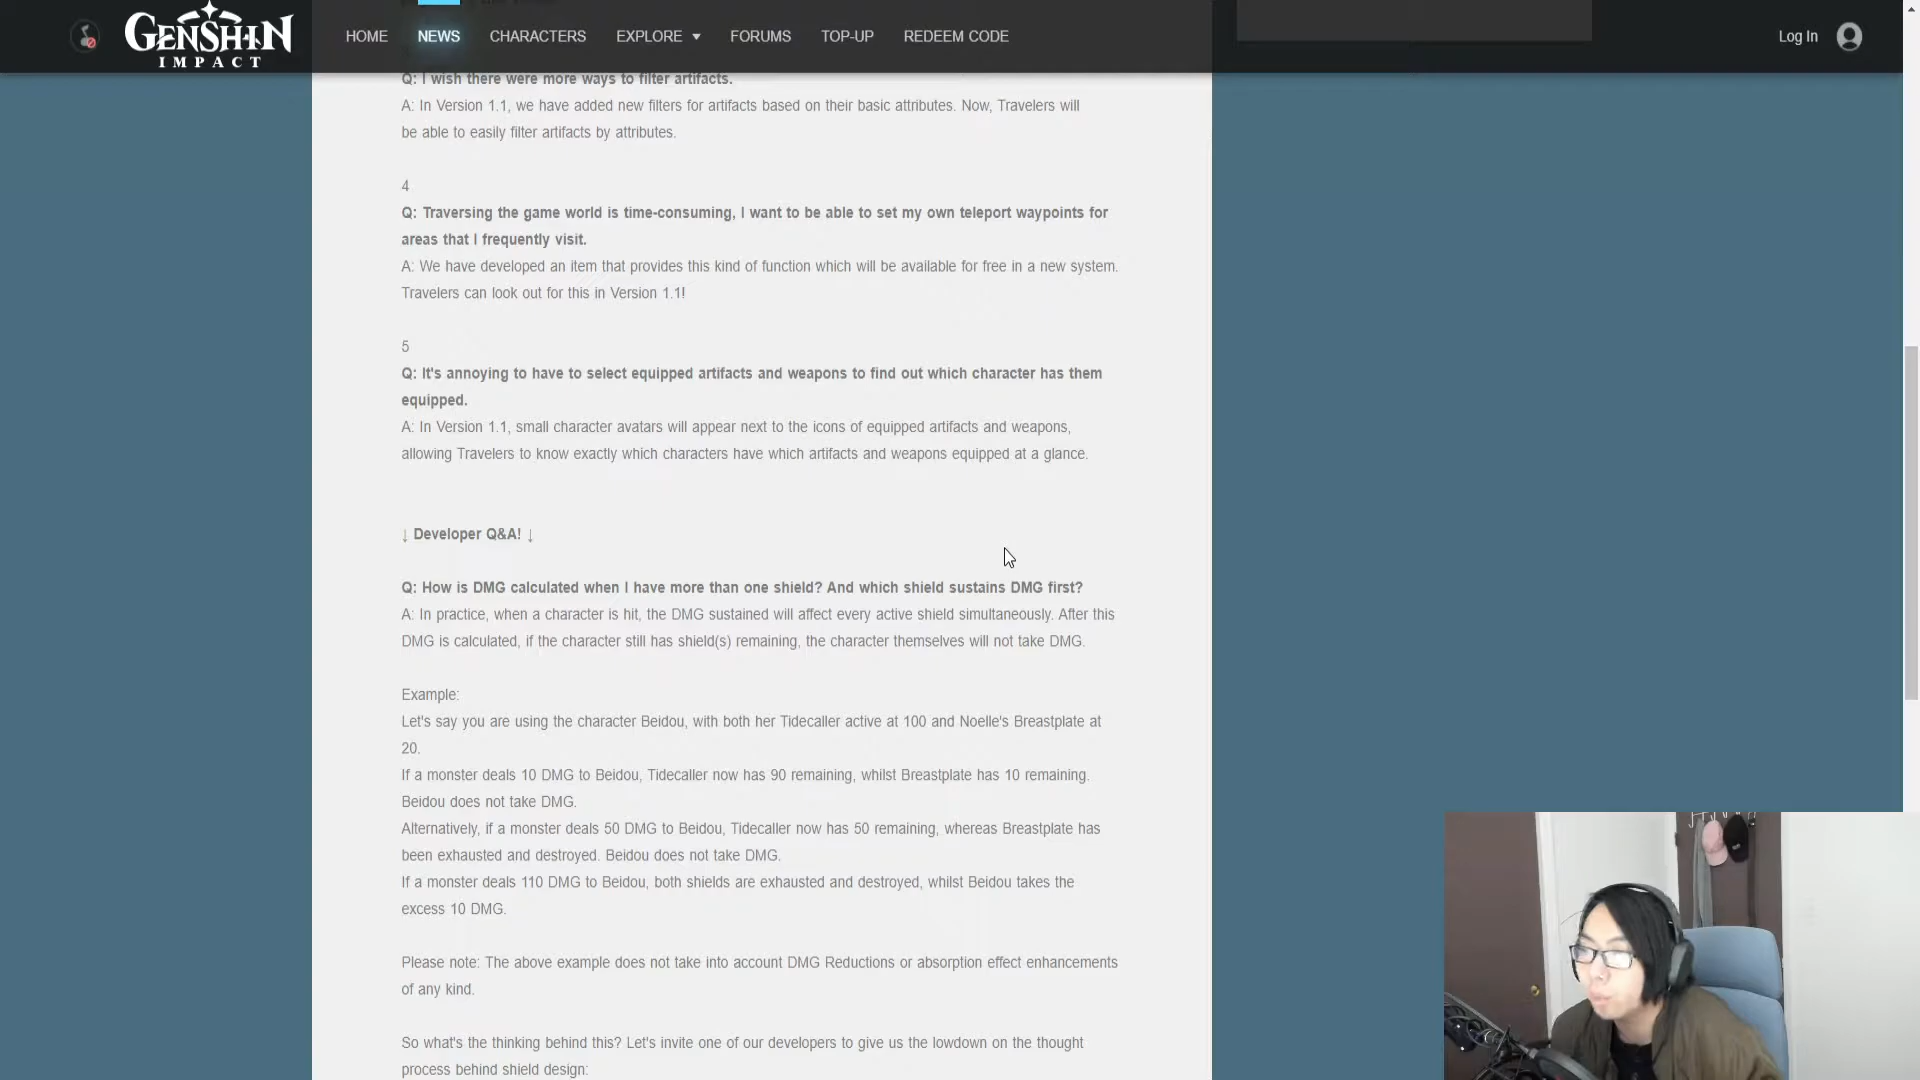 GENSHIN
IMPACT
HOME
NEWS
CHARACTERS
EXPLORE
FORUMS
TOP-UP
REDEEM CODE
Log In
Q: I wish there were more ways to filter artifacts.
A: In Version 1.1, we have added new filters for artifacts based on their basic attributes. Now, Travelers will
be able to easily filter artifacts by attributes.
4
Q: Traversing the game world is time-consuming, I want to be able to set my own teleport waypoints for
areas that I frequently visit.
A: We have developed an item that provides this kind of function which will be available for free in a new system.
Travelers can look out for this in Version 1.1!
5
Q: It's annoying to have to select equipped artifacts and weapons to find out which character has them
equipped.
A: In Version 1.1, small character avatars will appear next to the icons of equipped artifacts and weapons,
allowing Travelers to know exactly which characters have which artifacts and weapons equipped at a glance.
↓ Developer Q&A! ↓
Q: How is DMG calculated when I have more than one shield? And which shield sustains DMG first?
A: In practice, when a character is hit, the DMG sustained will affect every active shield simultaneously. After this
DMG is calculated, if the character still has shield(s) remaining, the character themselves will not take DMG.
Example:
Let's say you are using the character Beidou, with both her Tidecaller active at 100 and Noelle's Breastplate at
20.
If a monster deals 10 DMG to Beidou, Tidecaller now has 90 remaining, whilst Breastplate has 10 remaining.
Beidou does not take DMG.
Alternatively, if a monster deals 50 DMG to Beidou, Tidecaller now has 50 remaining, whereas Breastplate has
been exhausted and destroyed. Beidou does not take DMG.
If a monster deals 110 DMG to Beidou, both shields are exhausted and destroyed, whilst Beidou takes the
excess 10 DMG.
Please note: The above example does not take into account DMG Reductions or absorption effect enhancements
of any kind.
So what's the thinking behind this? Let's invite one of our developers to give us the lowdown on the thought
process behind shield design: